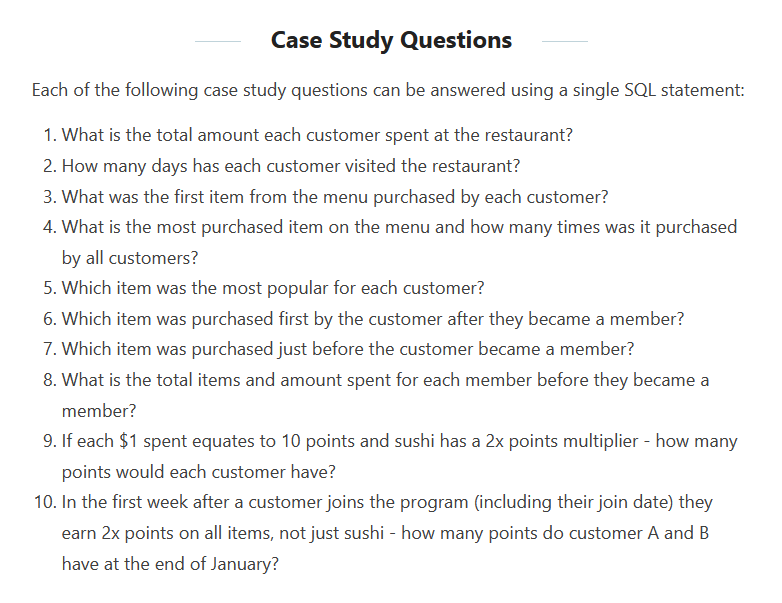 Case Study Questions
Each of the following case study questions can be answered using a single SQL statement:
1. What is the total amount each customer spent at the restaurant?
2. How many days has each customer visited the restaurant?
3. What was the first item from the menu purchased by each customer?
4. What is the most purchased item on the menu and how many times was it purchased
by all customers?
5. Which item was the most popular for each customer?
6. Which item was purchased first by the customer after they became a member?
7. Which item was purchased just before the customer became a member?
8. What is the total items and amount spent for each member before they became a
member?
9. If each $1 spent equates to 10 points and sushi has a 2x points multiplier - how many
points would each customer have?
10. In the first week after a customer joins the program (including their join date) they
earn 2x points on all items, not just sushi - how many points do customer A and B
have at the end of January?